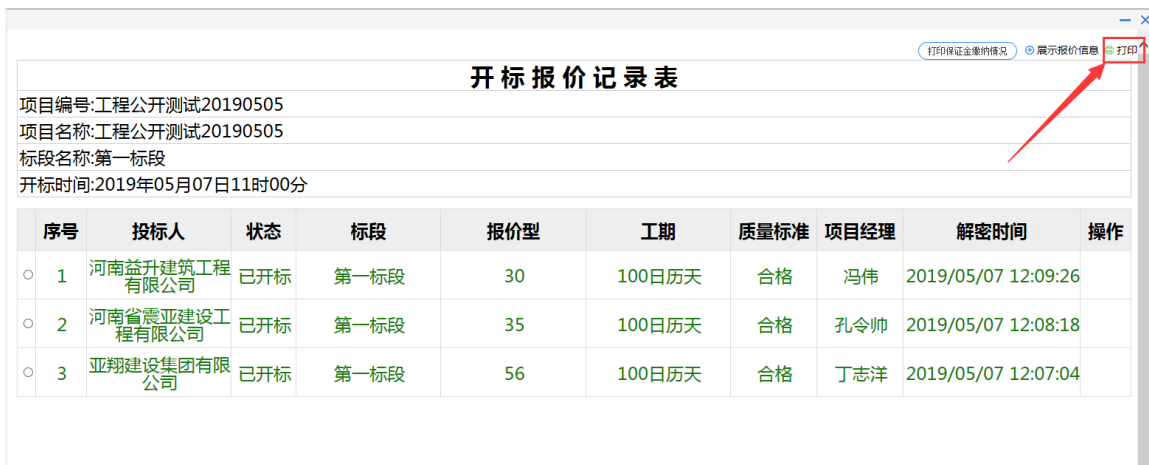 打印保证金缴纳情况 展示报价信息 打印
开标报价记录表
项目编号:工程公开测试20190505
项目名称:工程公开测试20190505
标段名称:第一标段
开标时间:2019年05月07日11时00分
序号 投标人 状态 标段 报价型 工期 质量标准 项目经理 解密时间 操作
1 河南益升建筑工程有限公司 已开标 第一标段 30 100日历天 合格 冯伟 2019/05/07 12:09:26
2 河南省震亚建设工程有限公司 已开标 第一标段 35 100日历天 合格 孔令帅 2019/05/07 12:08:18
3 亚翔建设集团有限公司 已开标 第一标段 56 100日历天 合格 丁志洋 2019/05/07 12:07:04